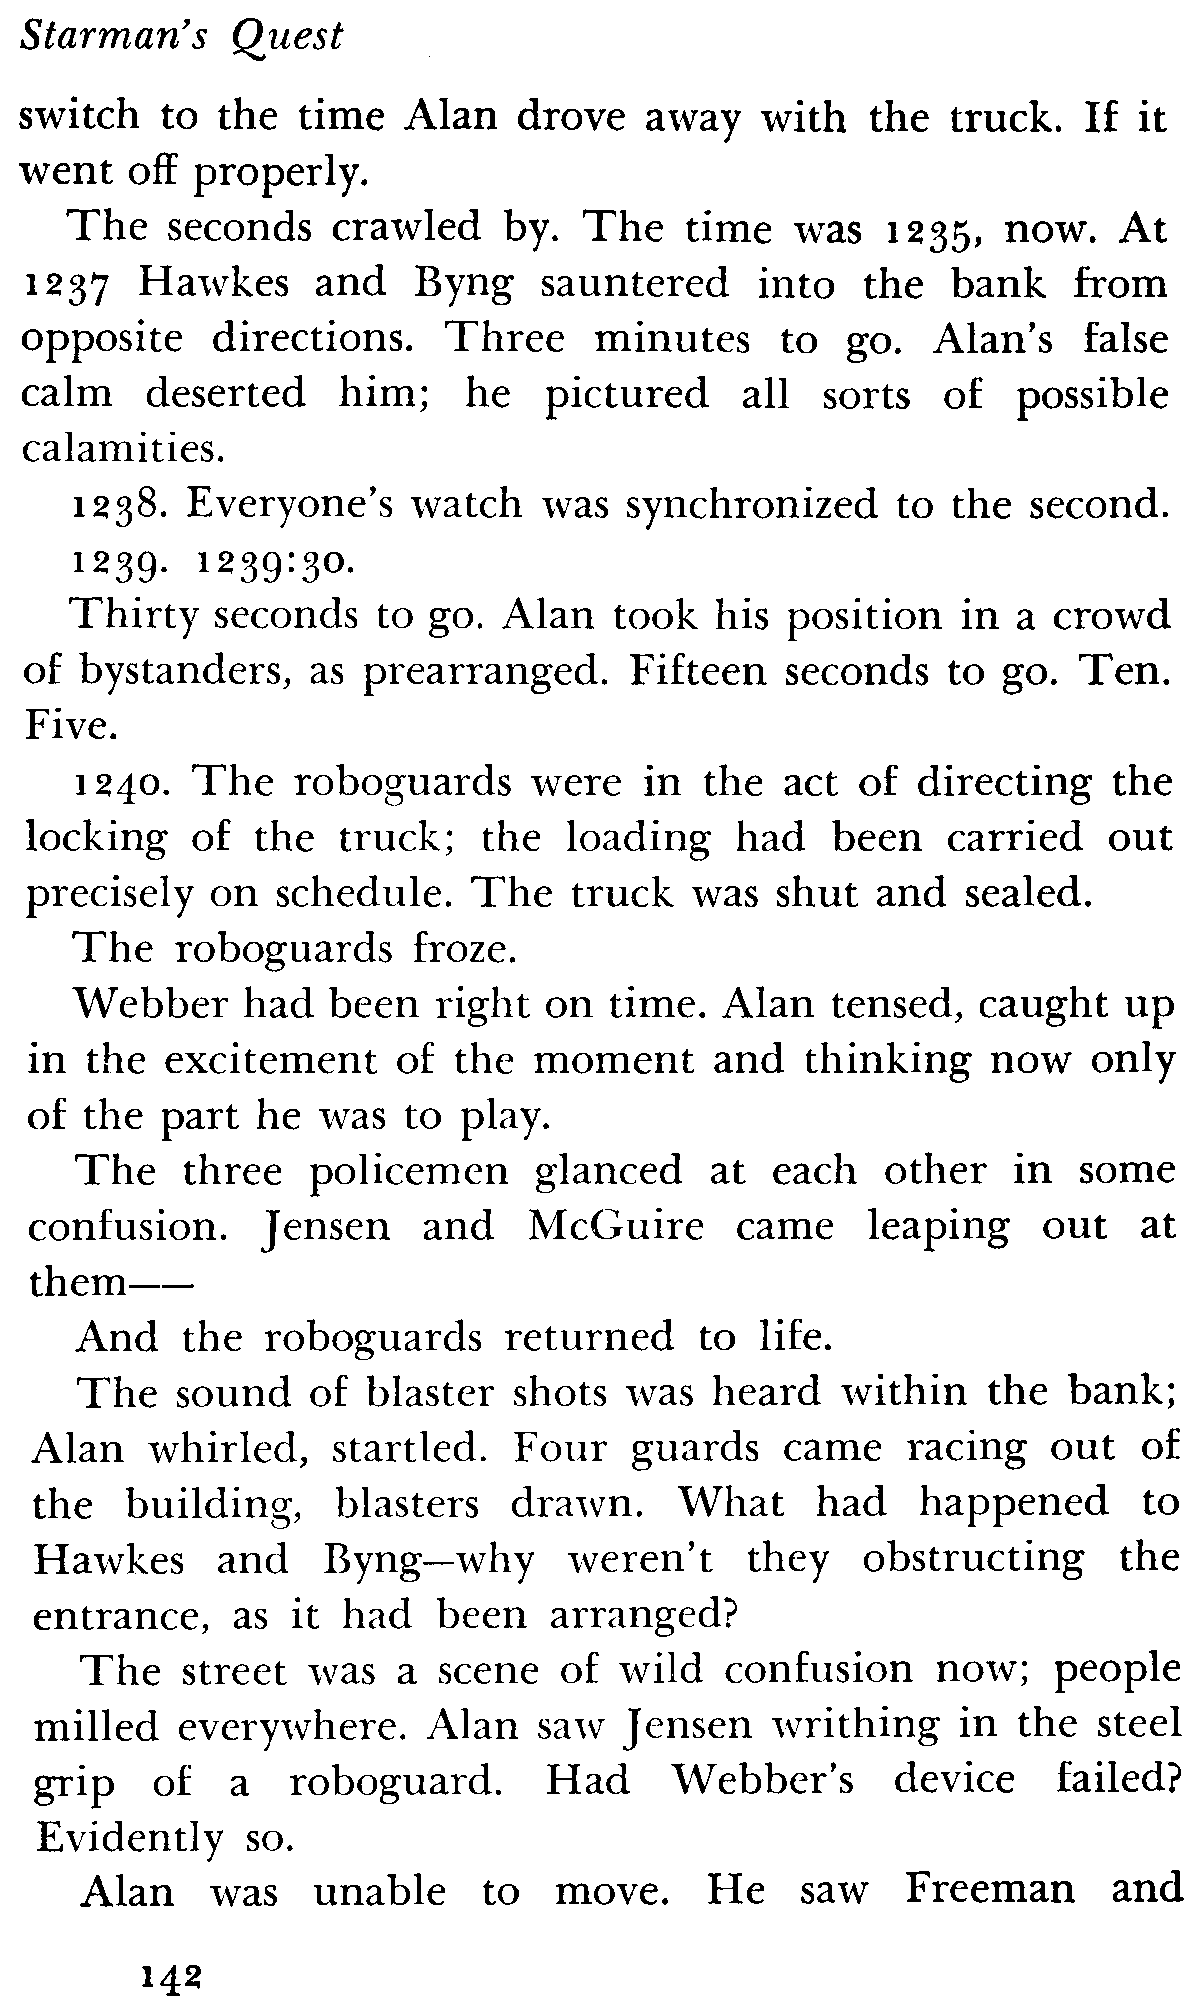 Starman's Quest
switch to the time Alan drove away with the truck. If it
went off properly.
The seconds crawled by. The time was 1235, now. At
1237 Hawkes and Byng sauntered into the bank from
opposite directions. Three minutes to go. Alan's false
calm deserted him; he pictured all sorts of possible
calamities.
1238. Everyone's watch was synchronized to the second.
1239. 1239:30.
Thirty seconds to go. Alan took his position in a crowd
of bystanders, as prearranged. Fifteen seconds to go. Ten.
Five.
1240. The roboguards were in the act of directing the
locking of the truck; the loading had been carried out
precisely on schedule. The truck was shut and sealed.
The roboguards froze.
Webber had been right on time. Alan tensed, caught up
in the excitement of the moment and thinking now only
of the part he was to play.
The three policemen glanced at each other in some
confusion. Jensen and McGuire came leaping out at
them——
And the roboguards returned to life.
The sound of blaster shots was heard within the bank;
Alan whirled, startled. Four guards came racing out of
the building, blasters drawn. What had happened to
Hawkes and Byng—why weren't they obstructing the
entrance, as it had been arranged?
The street was a scene of wild confusion now; people
milled everywhere. Alan saw Jensen writhing in the steel
grip of a roboguard. Had Webber's device failed?
Evidently so.
Alan was unable to move. He saw Freeman and
142